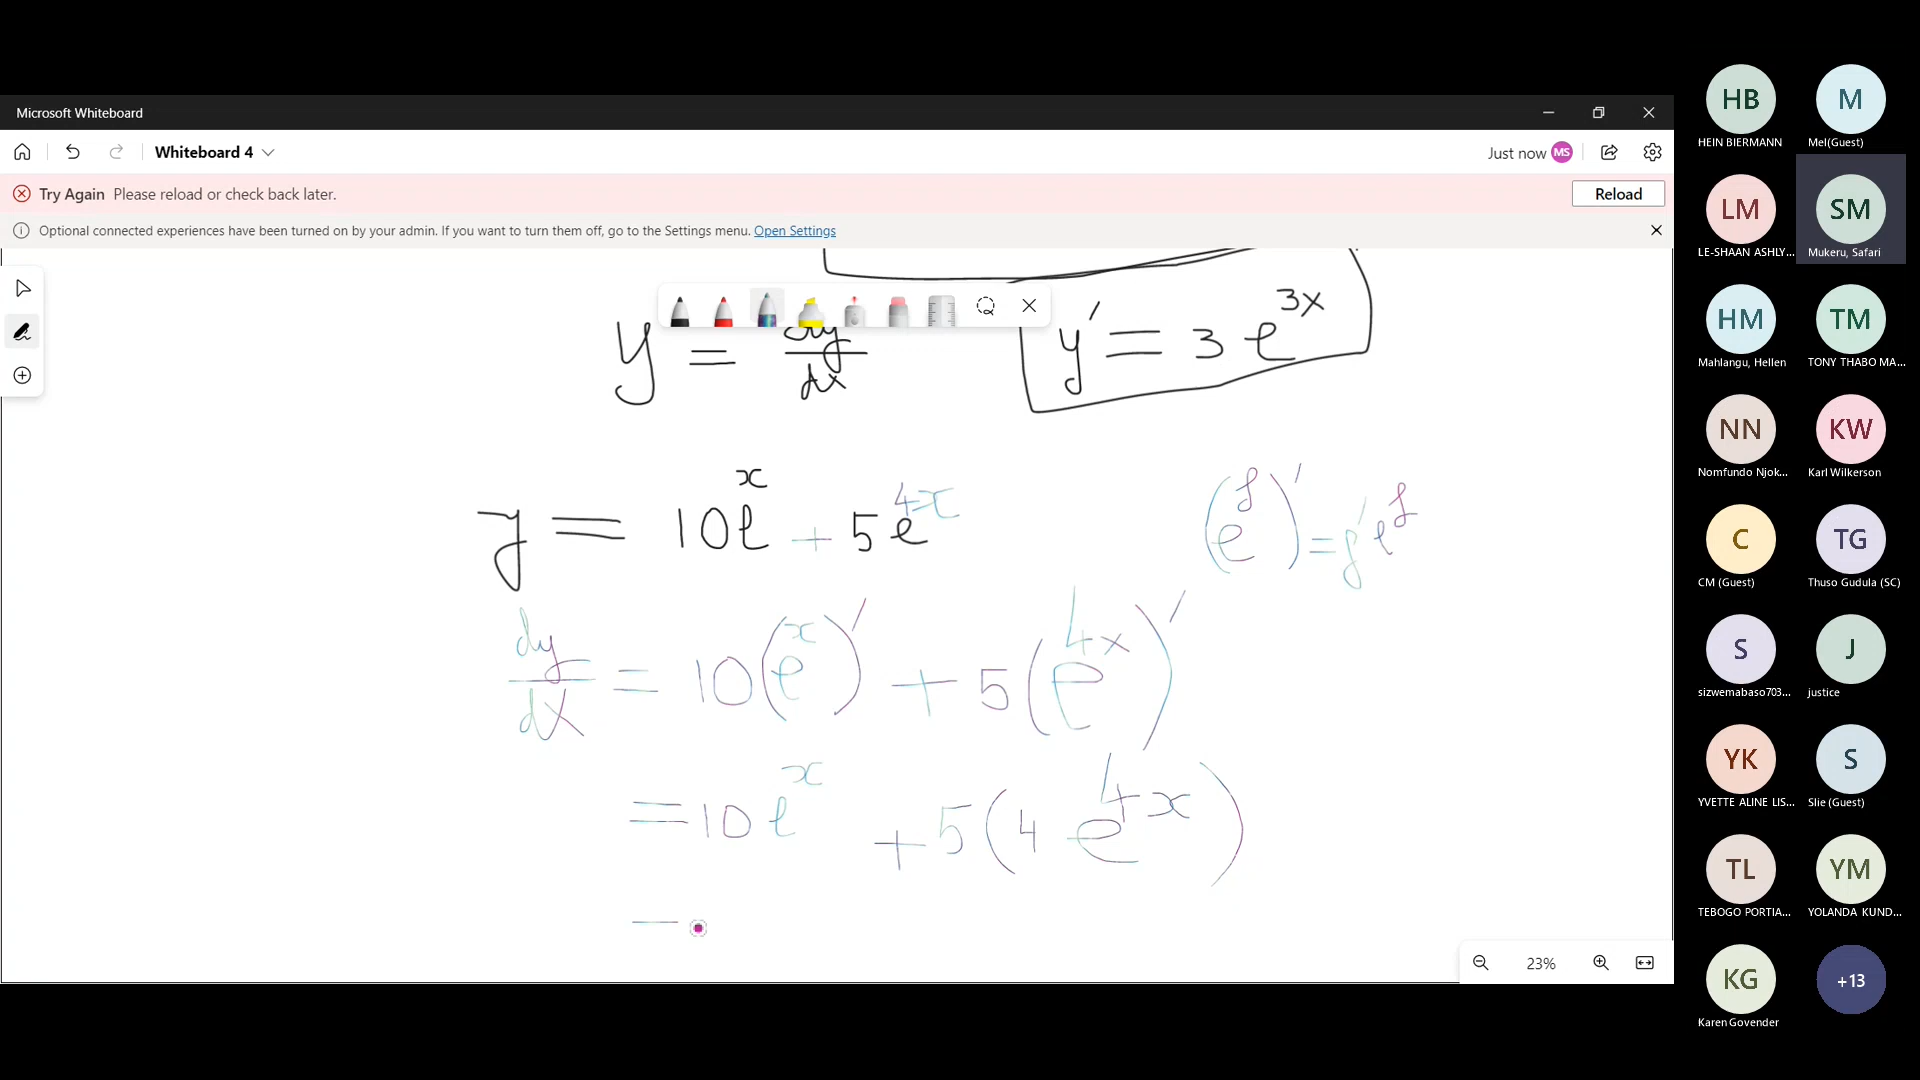 Microsoft Whiteboard
Whiteboard 4
Just now MS
Try Again Please reload or check back later.
Reload
Optional connected experiences have been turned on by your admin. If you want to turn them off, go to the Settings menu. Open Settings
y = dy/dx
y' = 3 e^3x
y = 10e^x + 5e^4x
(e^f)' = f' e^f
dy/dx = 10(e^x)' + 5(e^4x)'
= 10e^x + 5(4 e^4x)
23%
HB
HEIN BIERMANN
M
Mel(Guest)
LM
LE-SHAAN ASHLY...
SM
Mukeru, Safari
HM
Mahlangu, Hellen
TM
TONY THABO MA...
NN
Nomfundo Njok...
KW
Karl Wilkerson
C
CM (Guest)
TG
Thuso Gudula (SC)
S
sizwemabaso703...
J
justice
YK
YVETTE ALINE LIS...
S
Slie (Guest)
TL
TEBOGO PORTIA...
YM
YOLANDA KUND...
KG
Karen Govender
+13